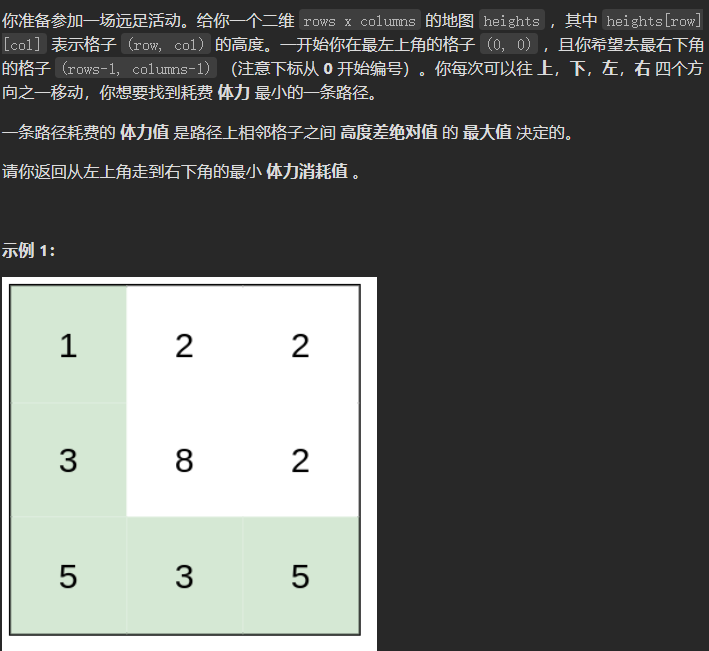 你准备参加一场远足活动。给你一个二维 rows x columns 的地图 heights ，其中 heights[row]
[col] 表示格子 (row, col) 的高度。一开始你在最左上角的格子 (0, 0) ，且你希望去最右下角
的格子 (rows-1, columns-1) （注意下标从 0 开始编号）。你每次可以往 上，下，左，右 四个方
向之一移动，你想要找到耗费 体力 最小的一条路径。
一条路径耗费的 体力值 是路径上相邻格子之间 高度差绝对值 的 最大值 决定的。
请你返回从左上角走到右下角的最小 体力消耗值 。
示例 1：
1 2 2
3 8 2
5 3 5